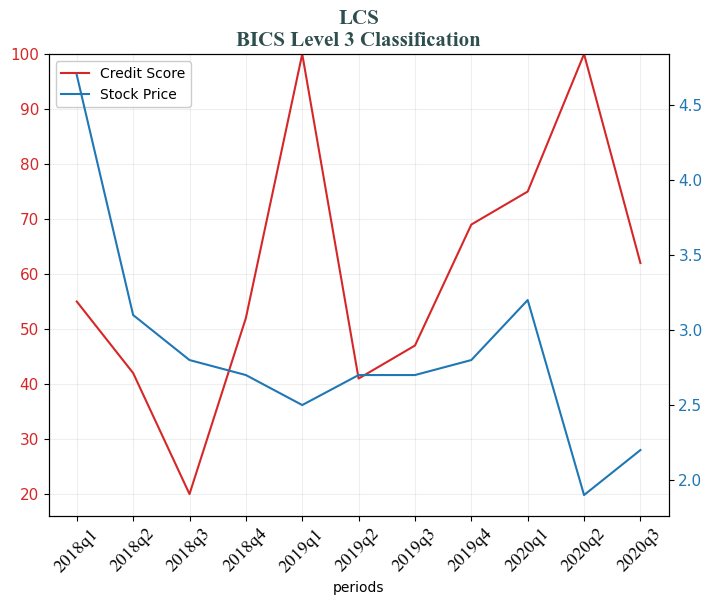 LCS
BICS Level 3 Classification
Credit Score
Stock Price
100
90
80
70
60
50
40
30
20
4.5
4.0
3.5
3.0
2.5
2.0
2018q1
2018q2
2018q3
2018q4
2019q1
2019q2
2019q3
2019q4
2020q1
2020q2
2020q3
periods